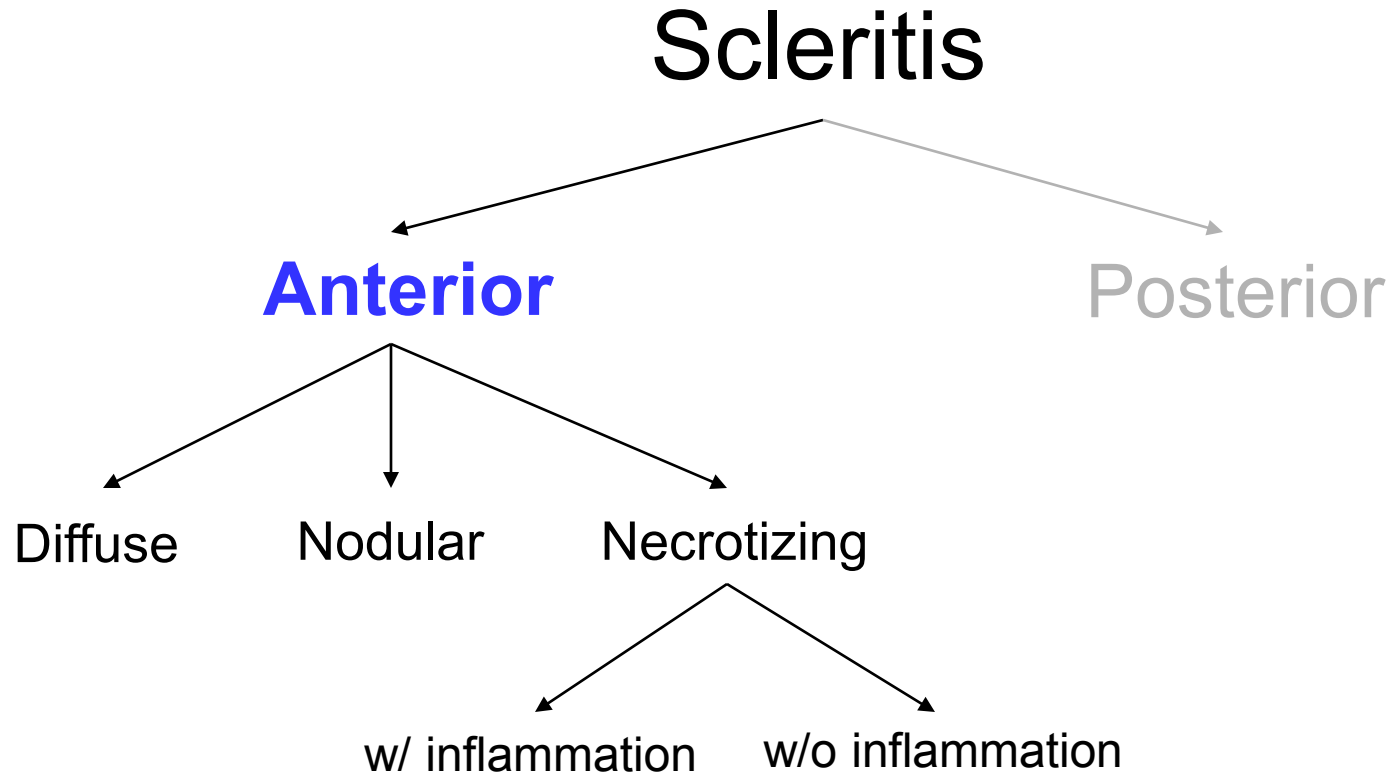 Scleritis
Anterior
Posterior
Diffuse
Nodular
Necrotizing
w/ inflammation
w/o inflammation